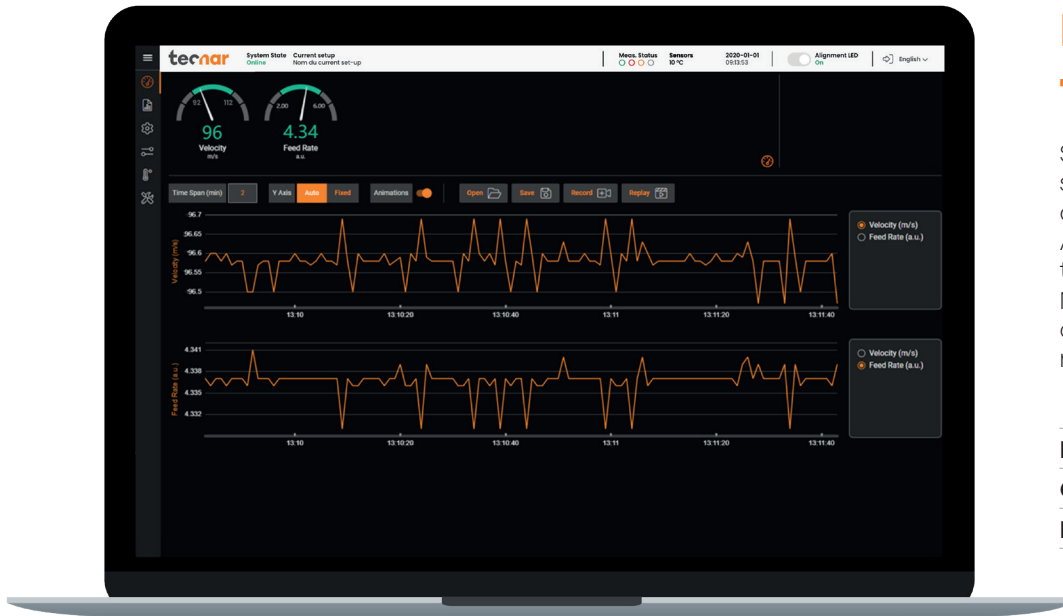 tecnar
System State
Online
Current setup
Nom du current set-up
Meas. Status
Sensors
10 °C
2020-01-01
09:13:53
Alignment LED
On
English
92 112
96
Velocity
m/s
2.00 6.00
4.34
Feed Rate
a.u.
Time Span (min) 2 Y Axis Auto Fixed Animations Open Save Record Replay
Velocity (m/s)
96.7
96.65
96.6
96.55
96.5
13:10 13:10:20 13:10:40 13:11 13:11:20 13:11:40
Velocity (m/s)
Feed Rate (a.u.)
Feed Rate (a.u.)
4.341
4.338
4.335
4.332
13:10 13:10:20 13:10:40 13:11 13:11:20 13:11:40
Velocity (m/s)
Feed Rate (a.u.)